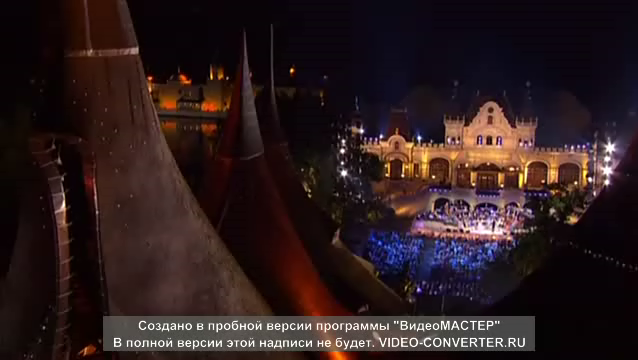 Создано в пробной версии программы "ВидеоМАСТЕР"
В полной версии этой надписи не будет. VIDEO-CONVERTER.RU